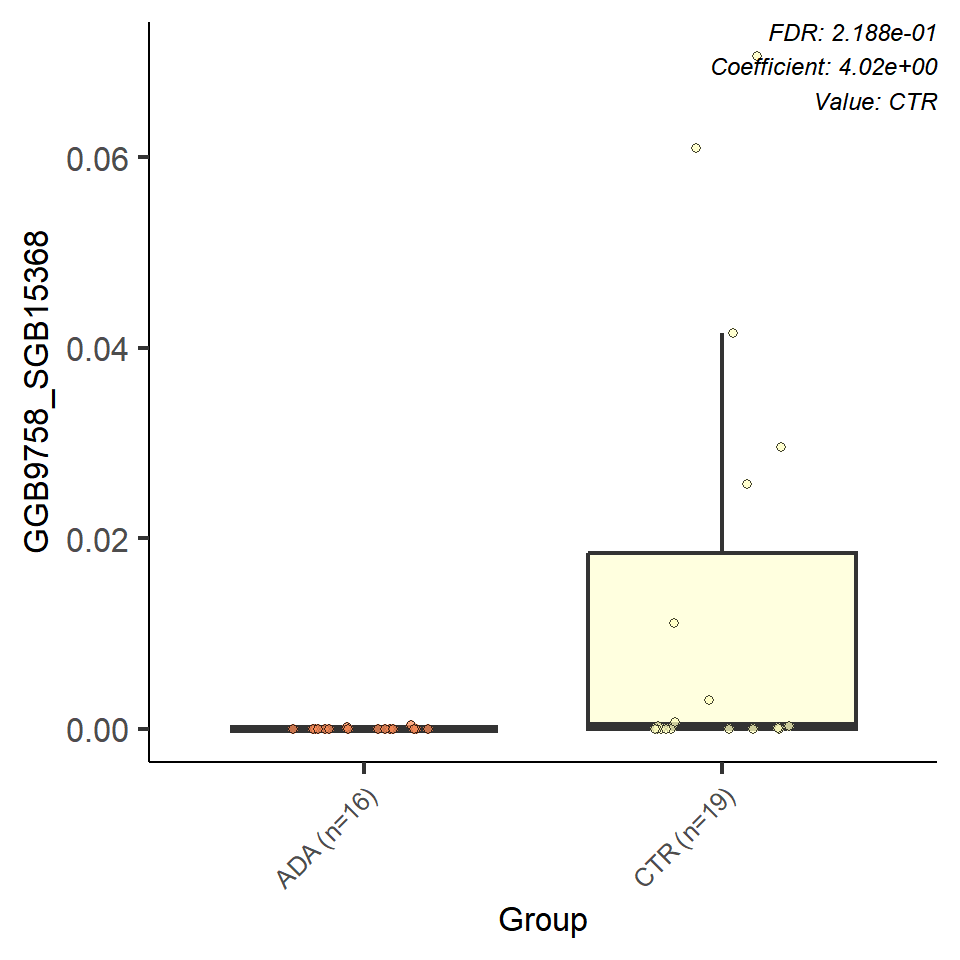 FDR: 2.188e-01
Coefficient: 4.02e+00
Value: CTR
GGB9758_SGB15368
0.06
0.04
0.02
0.00
ADA (n=16)
CTR (n=19)
Group